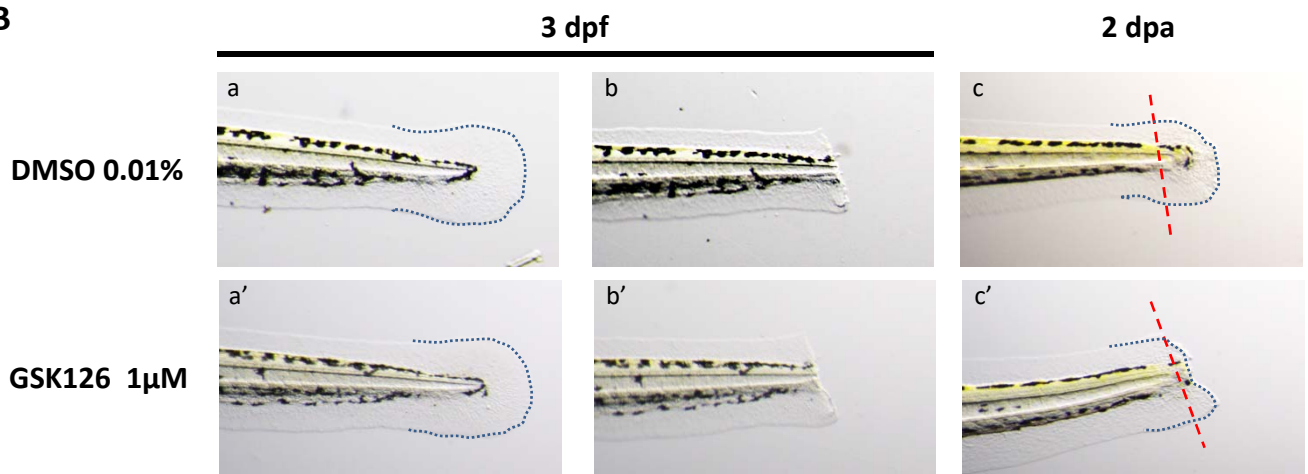 B
3 dpf
2 dpa
a
b
c
DMSO 0.01%
a’
b’
c’
GSK126 1µM